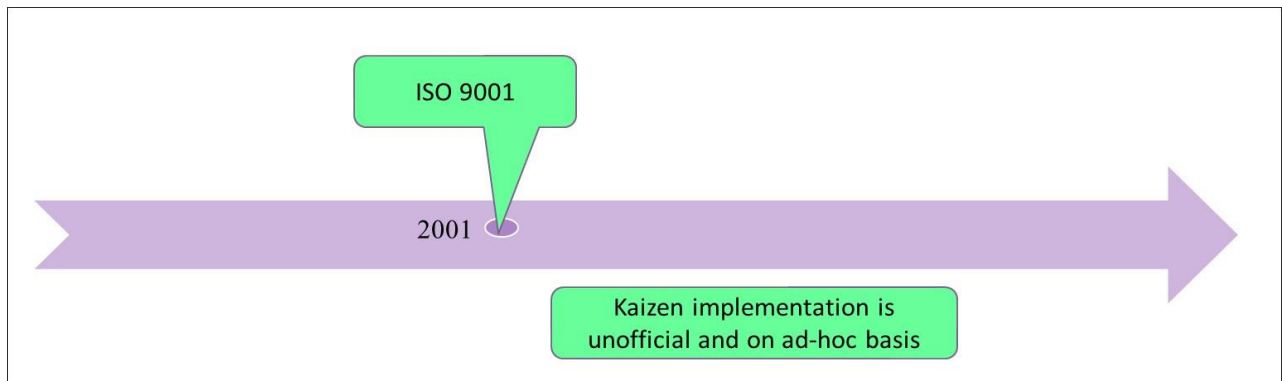 ISO 9001
2001
Kaizen implementation is
unofficial and on ad-hoc basis